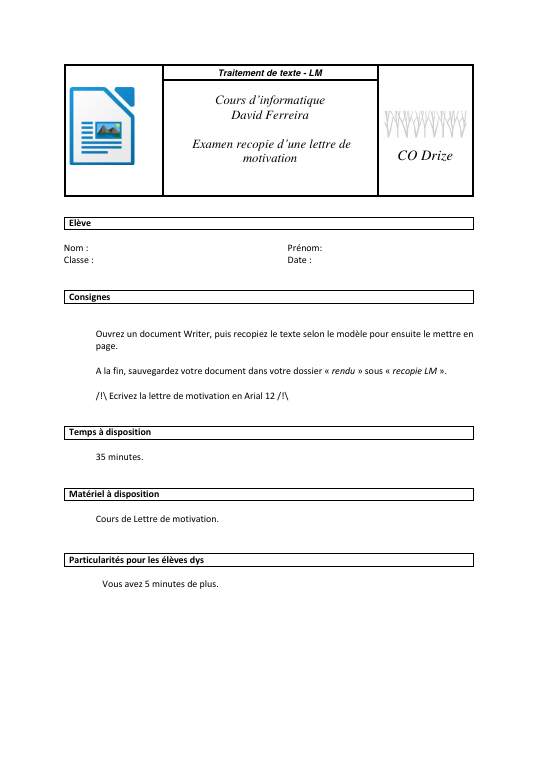 Traitement de texte - LM
Cours d'informatique
David Ferreira
Examen recopie d'une lettre de
motivation
CO Drize
Elève
Nom :
Prénom:
Classe :
Date :
Consignes
Ouvrez un document Writer, puis recopiez le texte selon le modèle pour ensuite le mettre en
page.
A la fin, sauvegardez votre document dans votre dossier « rendu » sous « recopie LM ».
/!\ Ecrivez la lettre de motivation en Arial 12 /!\
Temps à disposition
35 minutes.
Matériel à disposition
Cours de Lettre de motivation.
Particularités pour les élèves dys
Vous avez 5 minutes de plus.